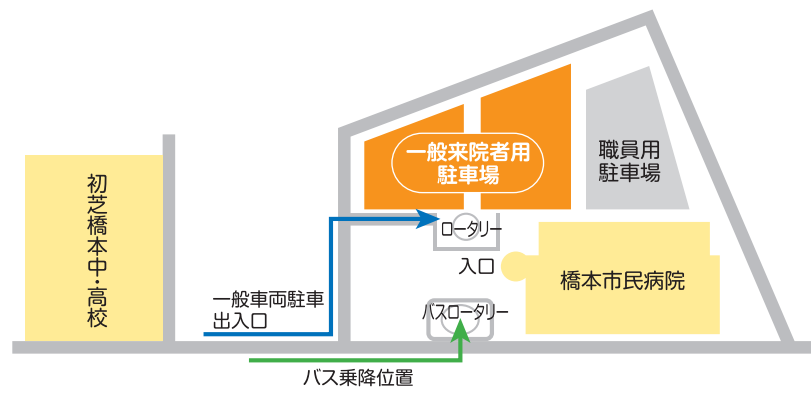 一般来院者用
駐車場
職員用
駐車場
初芝橋本中・高校
ロータリー
入口
橋本市民病院
一般車両駐車
出入口
バスロータリー
バス乗降位置